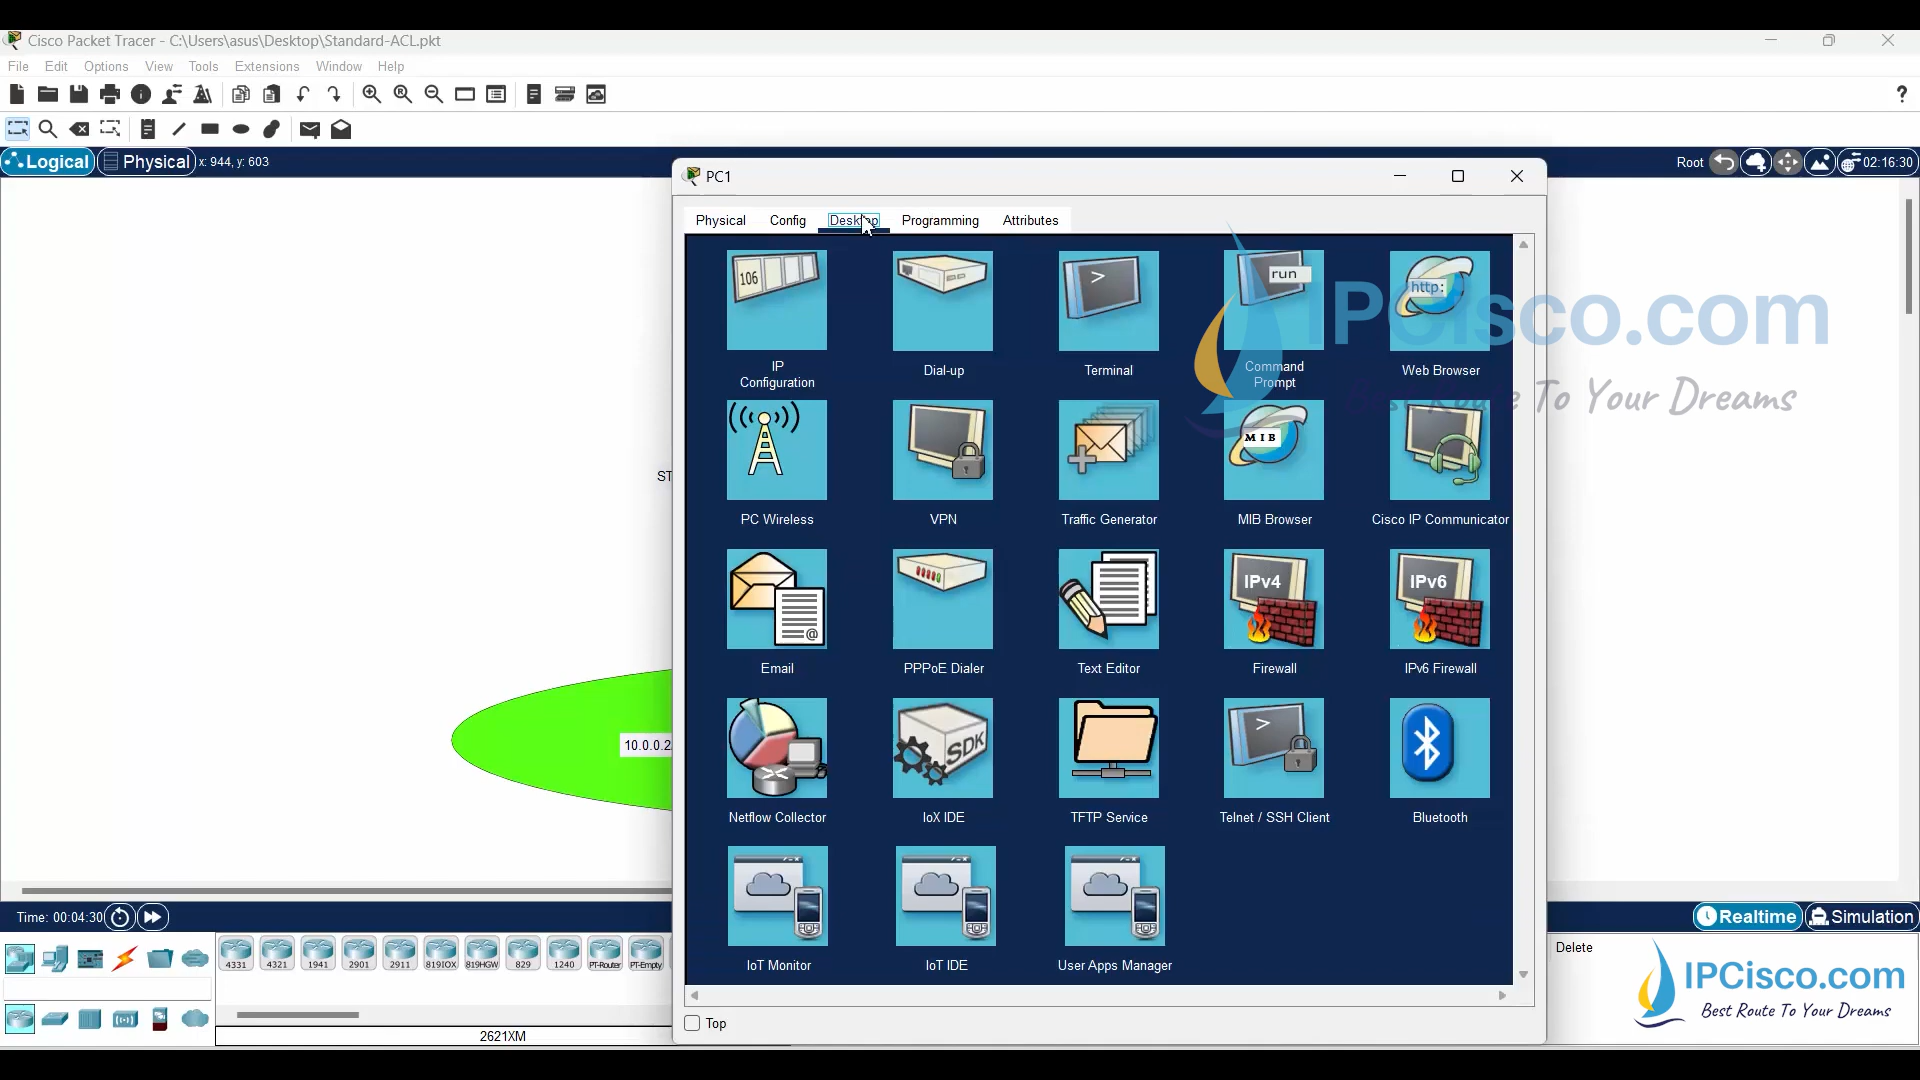 Cisco Packet Tracer - C:\Users\asus\Desktop\Standard-ACL.pkt
File Edit Options View Tools Extensions Window Help
?
Logical Physical x: 944, y: 603
Root 02:16:30
PC1
Physical Config Desktop Programming Attributes
106
>
run
http:
IP
Configuration
Dial-up
Terminal
Command
Prompt
Web Browser
IPCisco.com
Best Route To Your Dreams
MIB
PC Wireless
VPN
Traffic Generator
MIB Browser
Cisco IP Communicator
ST
@
IPv4
IPv6
Email
PPPoE Dialer
Text Editor
Firewall
IPv6 Firewall
10.0.0.2
SDK
>
Netflow Collector
IoX IDE
TFTP Service
Telnet / SSH Client
Bluetooth
IoT Monitor
IoT IDE
User Apps Manager
Top
Time: 00:04:30
Realtime Simulation
4331 4321 1941 2901 2911 819IOX 819HGW 829 1240 PT-Router PT-Empty
2621XM
Delete
IPCisco.com
Best Route To Your Dreams